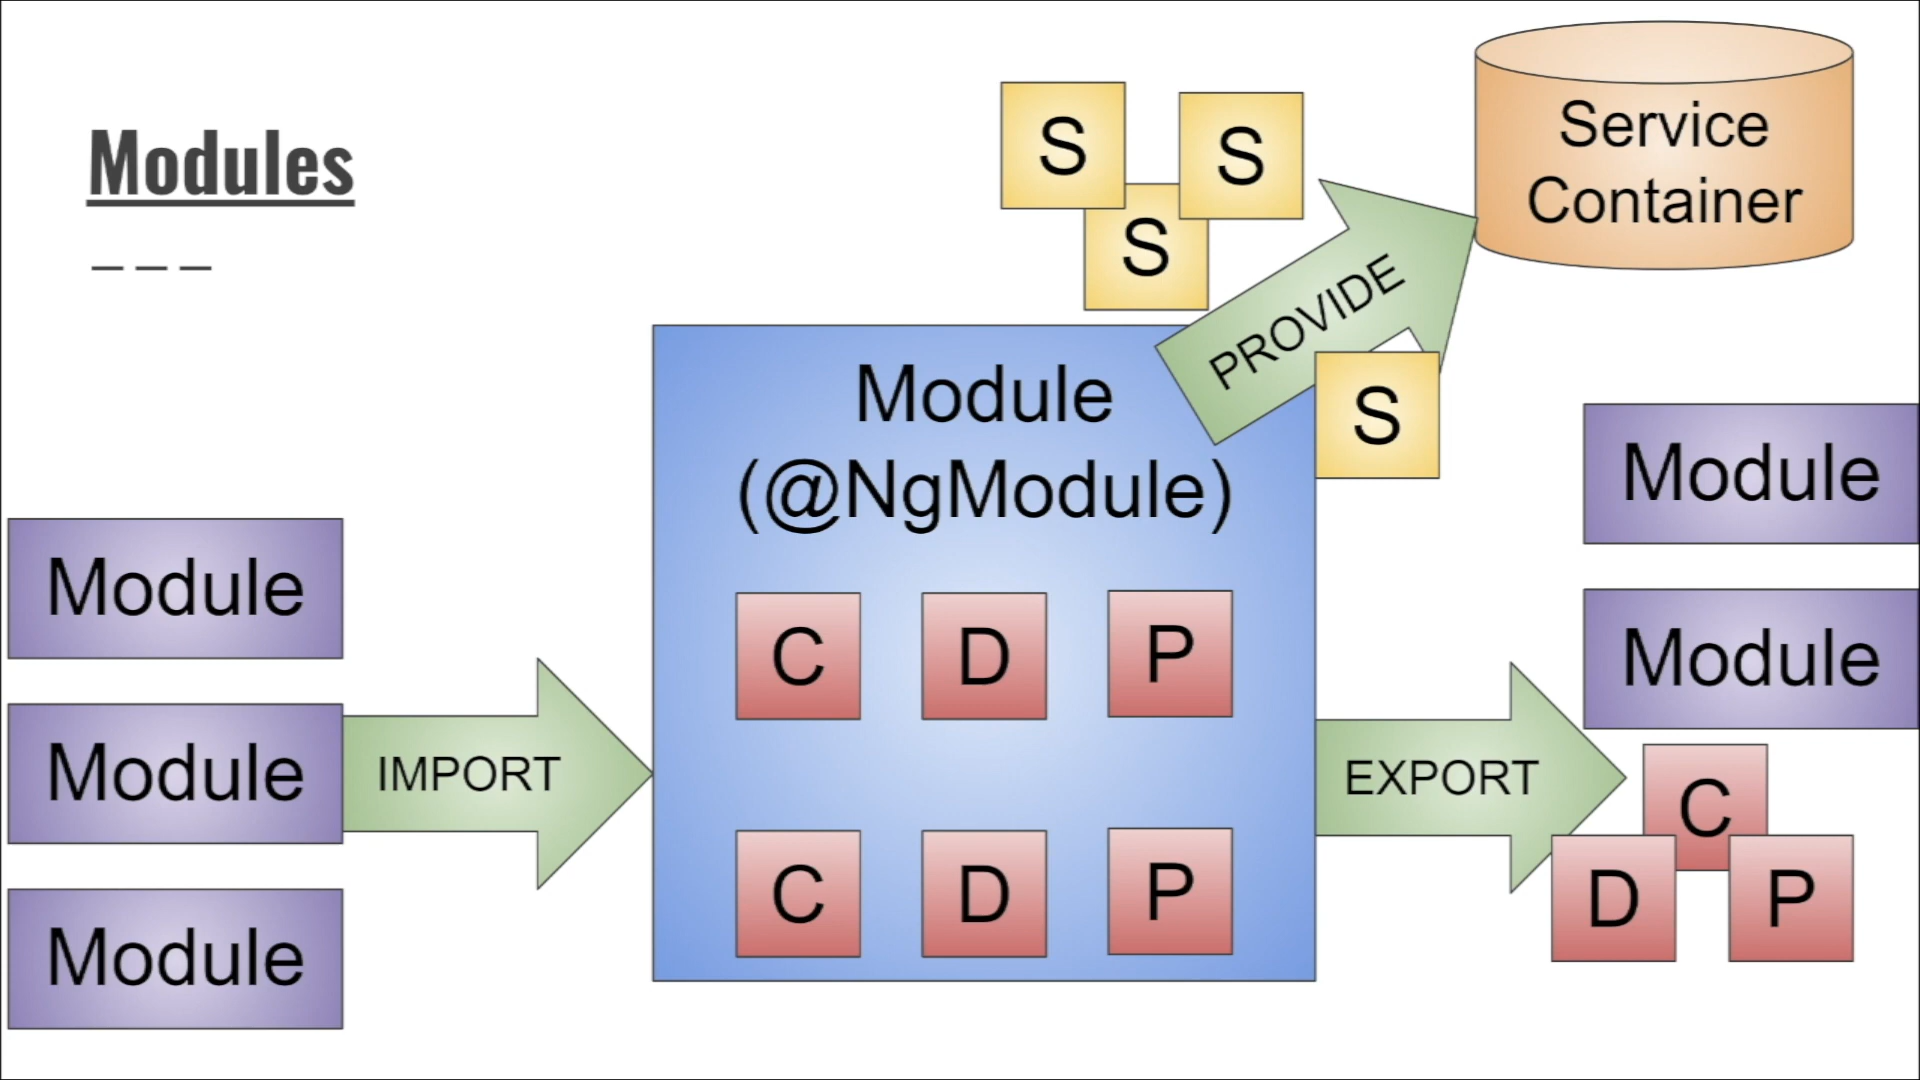 Modules
S
S
S
Service
Container
PROVIDE
S
Module
(@NgModule)
Module
Module
Module
IMPORT
C
D
P
C
D
P
EXPORT
Module
Module
C
D
P